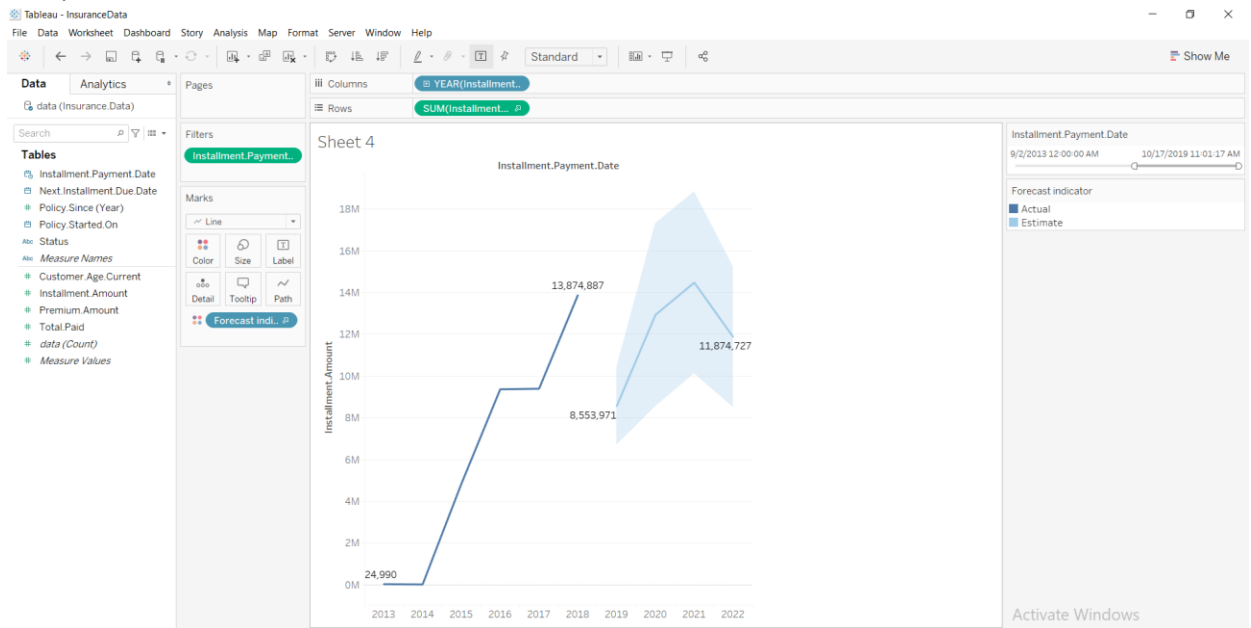 Tableau - InsuranceData
File Data Worksheet Dashboard Story Analysis Map Format Server Window Help
Standard
Show Me
Data Analytics
data (Insurance.Data)
Search
Tables
Installment.Payment.Date
Next.Installment.Due.Date
Policy.Since (Year)
Policy.Started.On
Abc Status
Abc Measure Names
Customer.Age.Current
Installment.Amount
Premium.Amount
Total.Paid
data (Count)
Measure Values
Pages
Filters
Installment.Payment..
Marks
Line
Color Size Label
Detail Tooltip Path
Forecast indi..
Columns
YEAR(Installment..
Rows
SUM(Installment...
Sheet 4
Installment.Payment.Date
Installment.Amount
18M
16M
14M
12M
10M
8M
6M
4M
2M
0M
24,990
13,874,887
8,553,971
11,874,727
2013 2014 2015 2016 2017 2018 2019 2020 2021 2022
Installment.Payment.Date
9/2/2013 12:00:00 AM 10/17/2019 11:01:17 AM
Forecast indicator
Actual
Estimate
Activate Windows